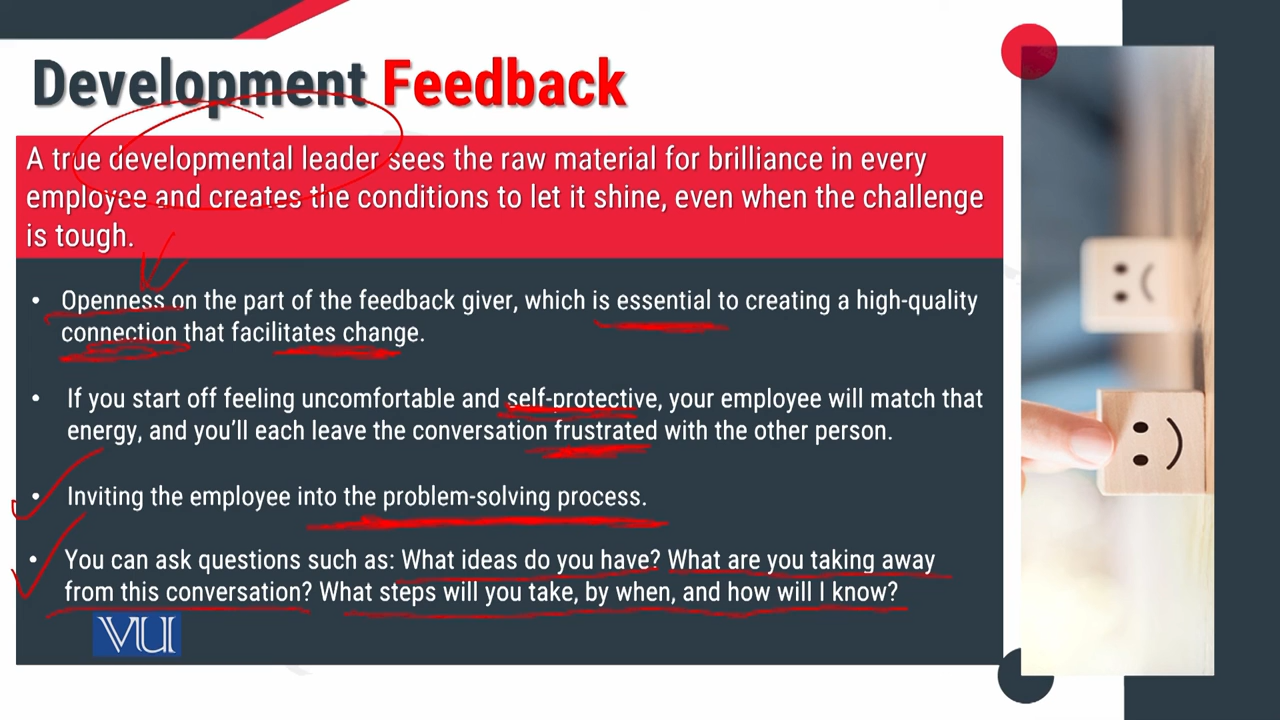 Development Feedback
A true developmental leader sees the raw material for brilliance in every
employee and creates the conditions to let it shine, even when the challenge
is tough.
• Openness on the part of the feedback giver, which is essential to creating a high-quality
connection that facilitates change.
• If you start off feeling uncomfortable and self-protective, your employee will match that
energy, and you'll each leave the conversation frustrated with the other person.
• Inviting the employee into the problem-solving process.
• You can ask questions such as: What ideas do you have? What are you taking away
from this conversation? What steps will you take, by when, and how will I know?
VU